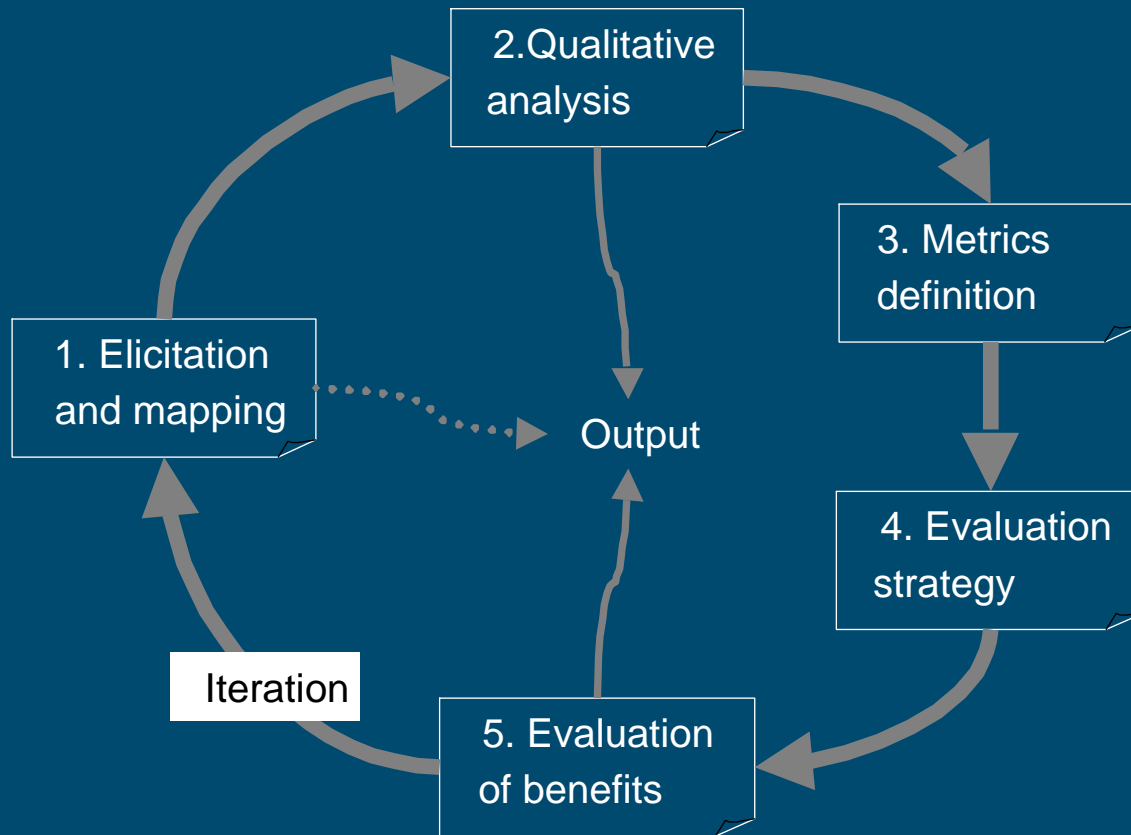 2.Qualitative
analysis
3. Metrics
definition
1. Elicitation
and mapping
Output
4. Evaluation
strategy
Iteration
5. Evaluation
of benefits